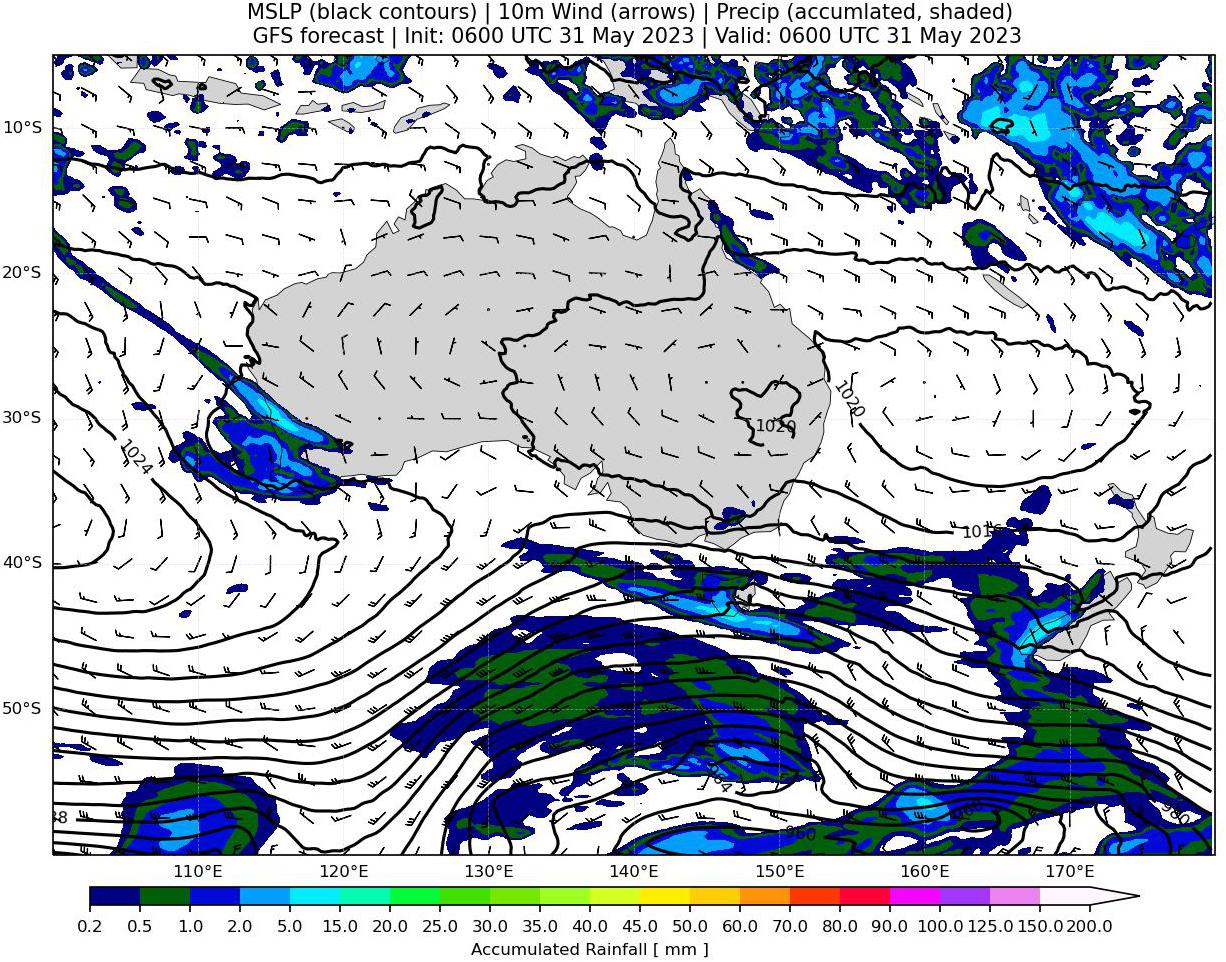 MSLP (black contours) | 10m Wind (arrows) | Precip (accumlated, shaded)
GFS forecast | Init: 0600 UTC 31 May 2023 | Valid: 0600 UTC 31 May 2023
10°S
20°S
30°S
40°S
50°S
1020
1020
1024
1016
984
960
980
110°E 120°E 130°E 140°E 150°E 160°E 170°E
0.2 0.5 1.0 2.0 5.0 10.0 15.0 20.0 25.0 30.0 35.0 40.0 45.0 50.0 60.0 70.0 80.0 90.0 100.0 125.0 150.0 200.0
Accumulated Rainfall [ mm ]